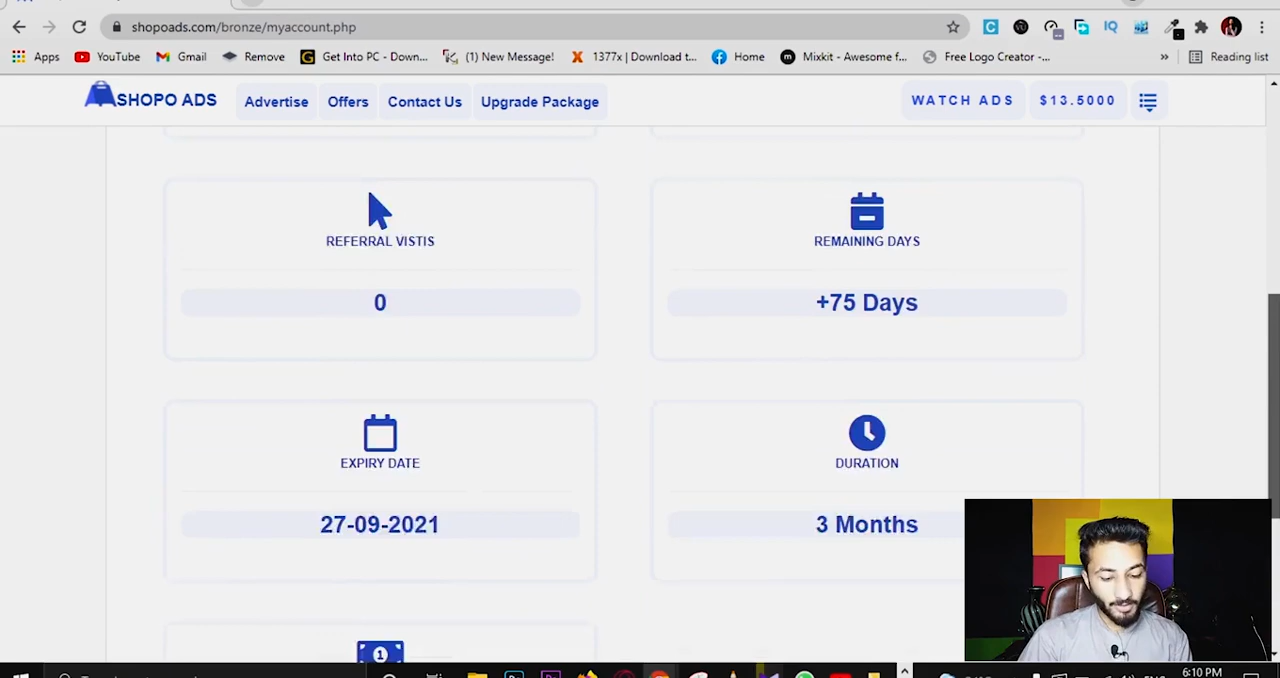 shopoads.com/bronze/myaccount.php
Apps YouTube Gmail Remove Get Into PC - Down... (1) New Message! 1377x | Download t... Home Mixkit - Awesome f... Free Logo Creator -... » Reading list
SHOPO ADS Advertise Offers Contact Us Upgrade Package WATCH ADS $13.5000
REFERRAL VISTIS
0
REMAINING DAYS
+75 Days
EXPIRY DATE
27-09-2021
DURATION
3 Months
6:10 PM